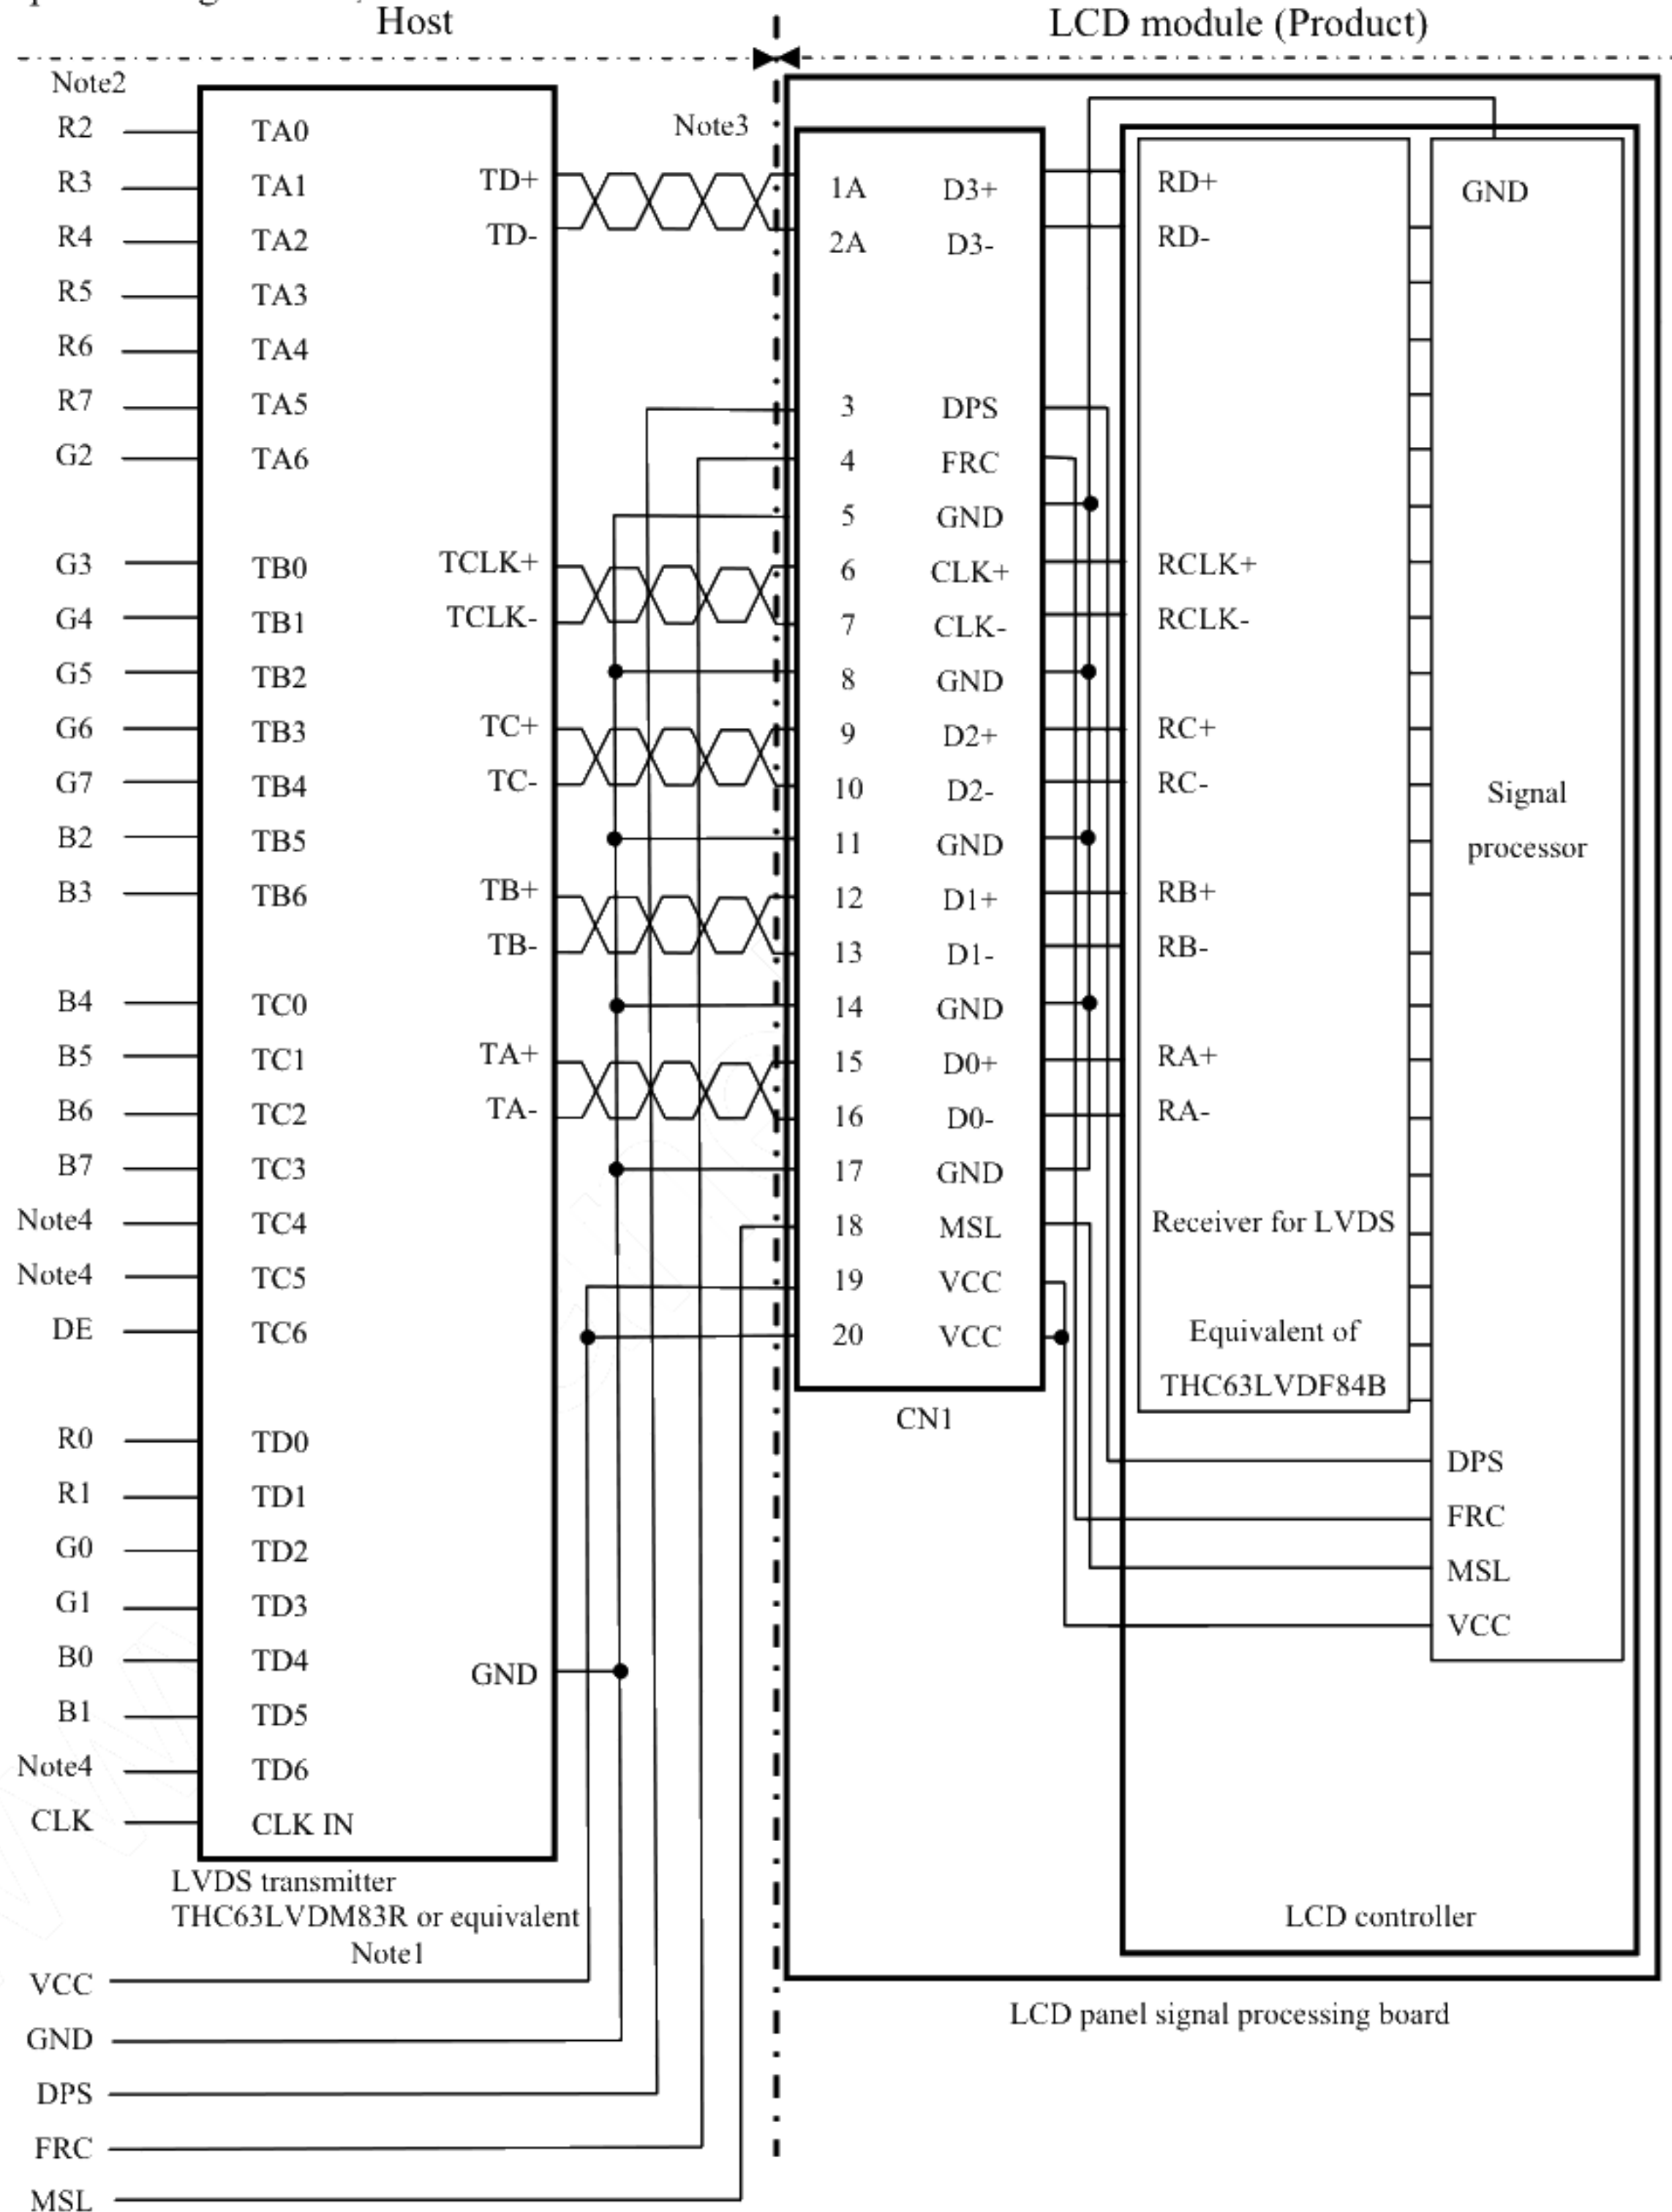 Host
LCD module (Product)
Note2
Note3
R2 TA0
R3 TA1
R4 TA2
R5 TA3
R6 TA4
R7 TA5
G2 TA6
G3 TB0
G4 TB1
G5 TB2
G6 TB3
G7 TB4
B2 TB5
B3 TB6
B4 TC0
B5 TC1
B6 TC2
B7 TC3
Note4 TC4
Note4 TC5
DE TC6
R0 TD0
R1 TD1
G0 TD2
G1 TD3
B0 TD4
B1 TD5
Note4 TD6
CLK CLK IN
TD+
TD-
TCLK+
TCLK-
TC+
TC-
TB+
TB-
TA+
TA-
GND
LVDS transmitter
THC63LVDM83R or equivalent
Note1
VCC
GND
DPS
FRC
MSL
1A D3+
2A D3-
3 DPS
4 FRC
5 GND
6 CLK+
7 CLK-
8 GND
9 D2+
10 D2-
11 GND
12 D1+
13 D1-
14 GND
15 D0+
16 D0-
17 GND
18 MSL
19 VCC
20 VCC
CN1
RD+
RD-
RCLK+
RCLK-
RC+
RC-
RB+
RB-
RA+
RA-
Receiver for LVDS
Equivalent of
THC63LVDF84B
GND
Signal
processor
DPS
FRC
MSL
VCC
LCD controller
LCD panel signal processing board